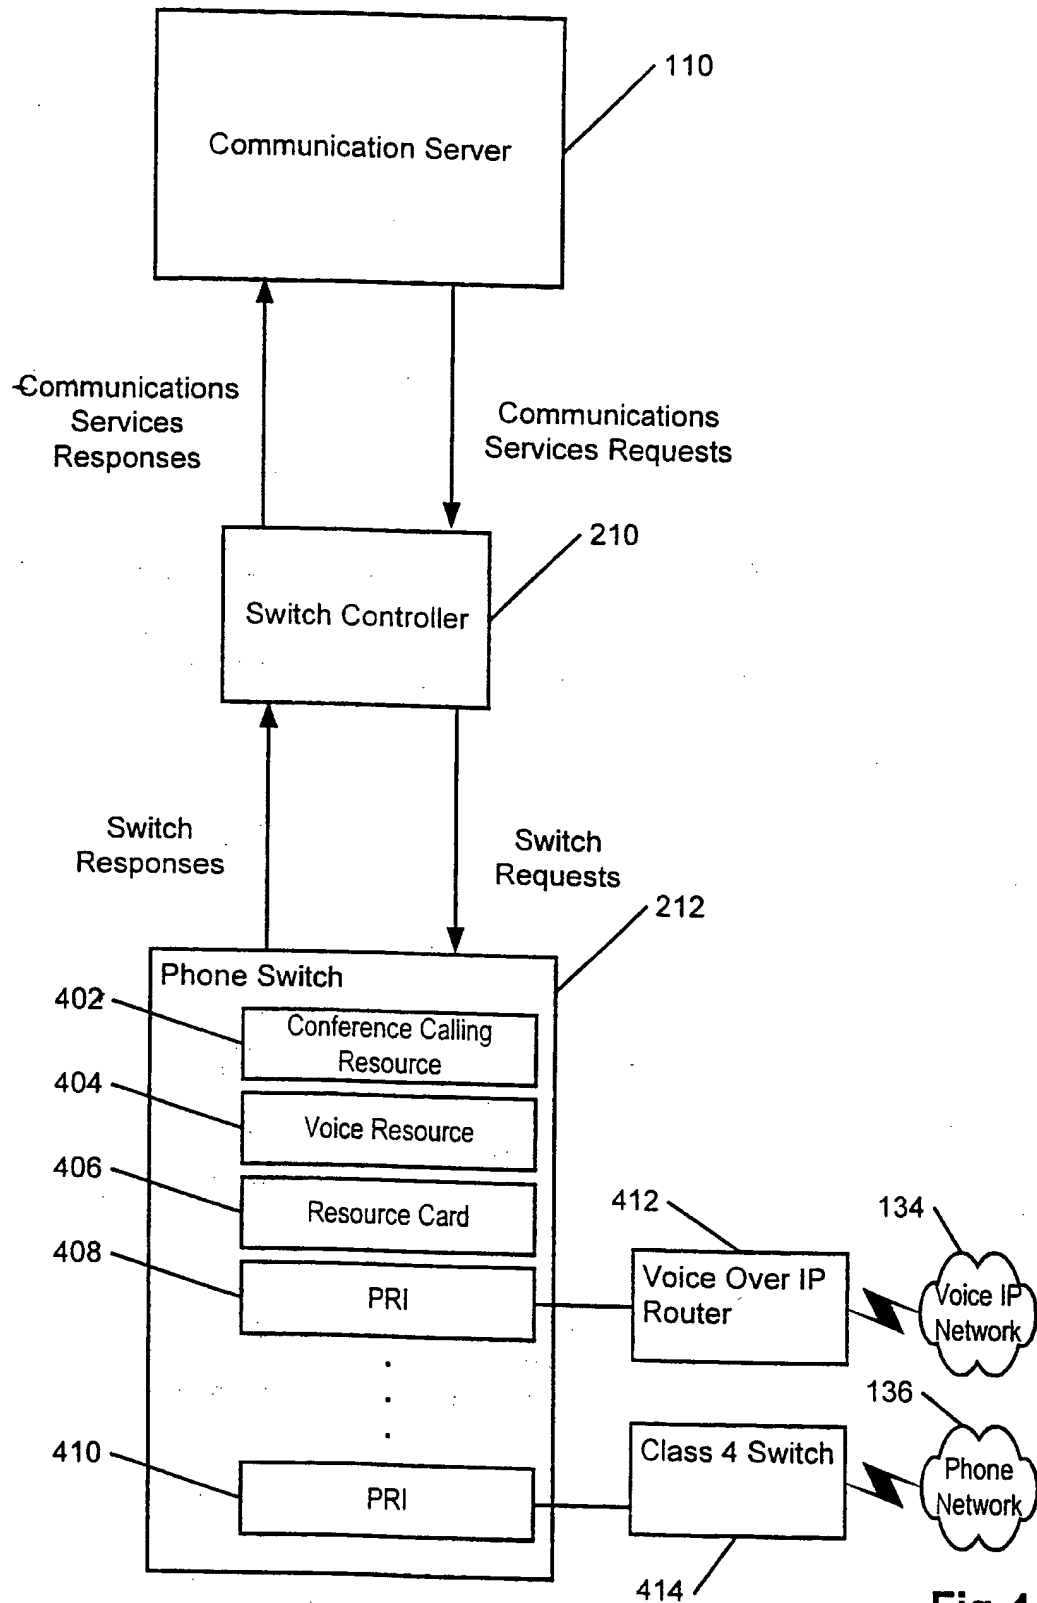 110
Communication Server
Communications
Services
Responses
Communications
Services Requests
210
Switch Controller
Switch
Responses
Switch
Requests
212
Phone Switch
402
Conference Calling
Resource
404
Voice Resource
406
Resource Card
408
PRI
412
Voice Over IP
Router
134
Voice IP
Network
.
.
.
410
PRI
Class 4 Switch
414
136
Phone
Network